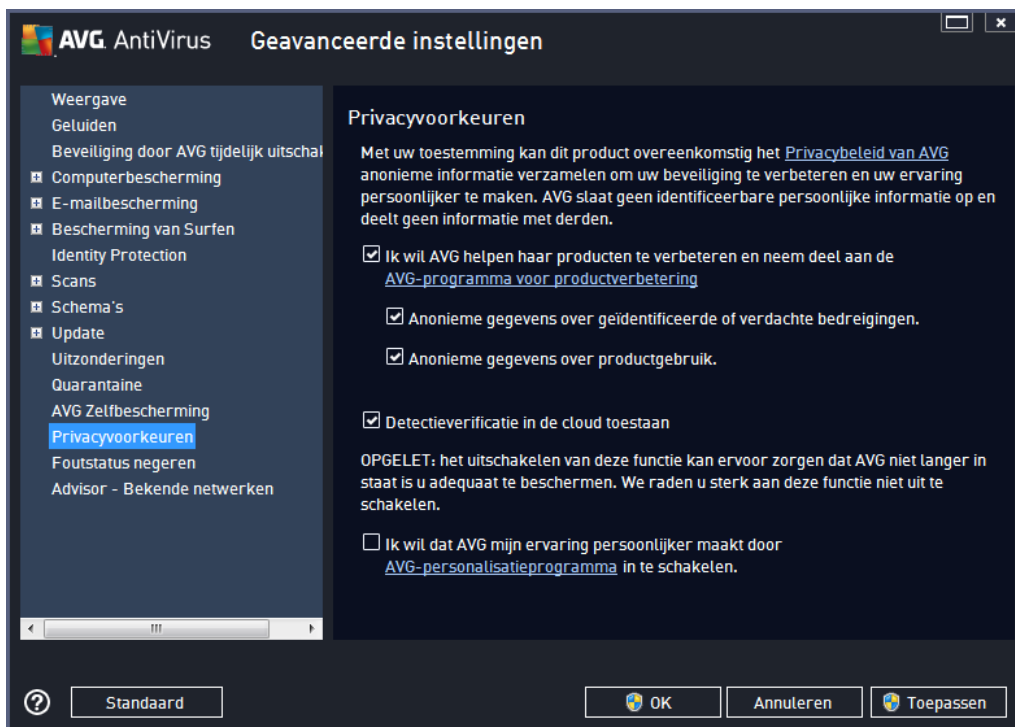 AVG. AntiVirus
Geavanceerde instellingen
Weergave
Geluiden
Beveiliging door AVG tijdelijk uitschak
Computerbescherming
E-mailbescherming
Bescherming van Surfen
Identity Protection
Scans
Schema's
Update
Uitzonderingen
Quarantaine
AVG Zelfbescherming
Privacyvoorkeuren
Foutstatus negeren
Advisor - Bekende netwerken
Privacyvoorkeuren
Met uw toestemming kan dit product overeenkomstig het Privacybeleid van AVG
anonieme informatie verzamelen om uw beveiliging te verbeteren en uw ervaring
persoonlijker te maken. AVG slaat geen identificeerbare persoonlijke informatie op en
deelt geen informatie met derden.
Ik wil AVG helpen haar producten te verbeteren en neem deel aan de
AVG-programma voor productverbetering
Anonieme gegevens over geïdentificeerde of verdachte bedreigingen.
Anonieme gegevens over productgebruik.
Detectieverificatie in de cloud toestaan
OPGELET: het uitschakelen van deze functie kan ervoor zorgen dat AVG niet langer in
staat is u adequaat te beschermen. We raden u sterk aan deze functie niet uit te
schakelen.
Ik wil dat AVG mijn ervaring persoonlijker maakt door
AVG-personalisatieprogramma in te schakelen.
Standaard
OK
Annuleren
Toepassen